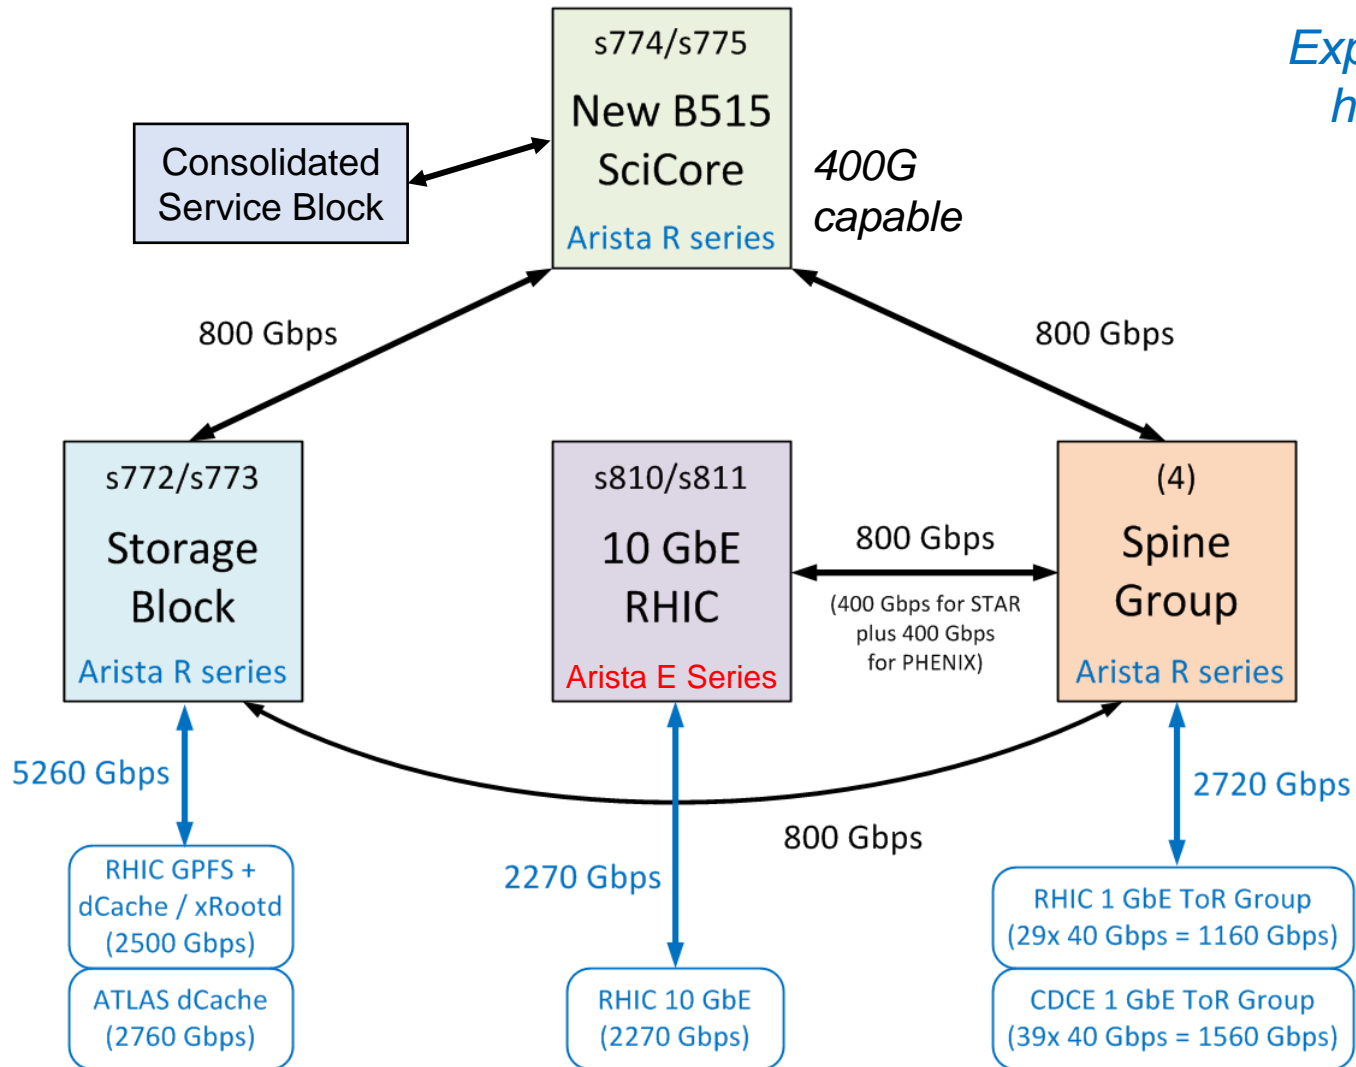 s774/s775
New B515
SciCore
Arista R series
Consolidated
Service Block
400G
capable
800 Gbps
800 Gbps
s772/s773
Storage
Block
Arista R series
s810/s811
10 GbE
RHIC
Arista E Series
800 Gbps
(400 Gbps for STAR
plus 400 Gbps
for PHENIX)
(4)
Spine
Group
Arista R series
5260 Gbps
2270 Gbps
800 Gbps
2720 Gbps
RHIC GPFS +
dCache / xRootd
(2500 Gbps)
ATLAS dCache
(2760 Gbps)
RHIC 10 GbE
(2270 Gbps)
RHIC 1 GbE ToR Group
(29x 40 Gbps = 1160 Gbps)
CDCE 1 GbE ToR Group
(39x 40 Gbps = 1560 Gbps)